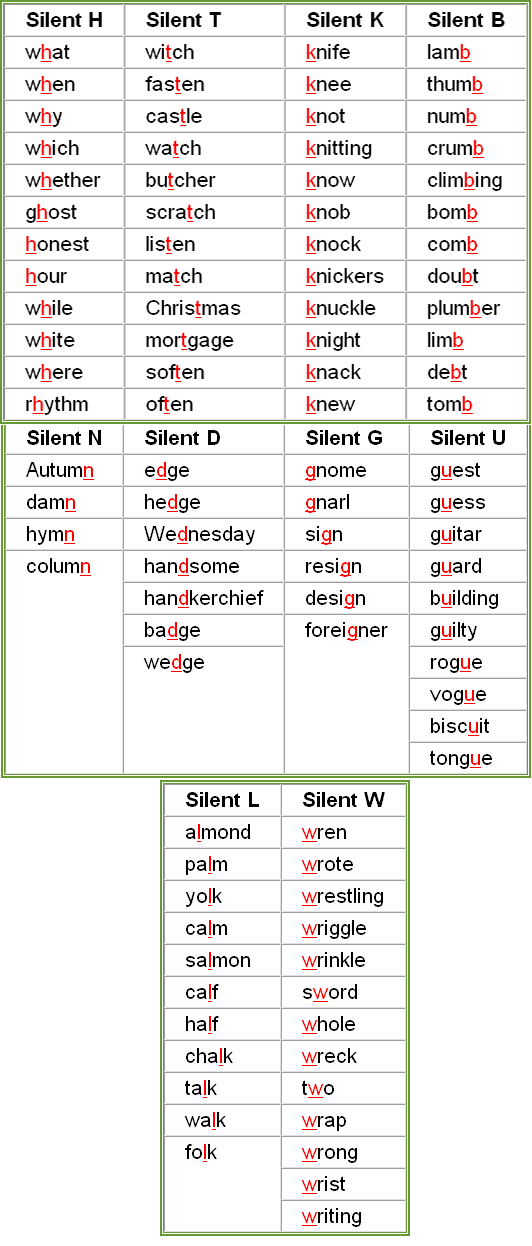 Silent H Silent T Silent K Silent B
what witch knife lamb
when fasten knee thumb
why castle knot numb
which watch knitting crumb
whether butcher know climbing
ghost scratch knob bomb
honest listen knock comb
hour match knickers doubt
while Christmas knuckle plumber
white mortgage knight limb
where soften knack debt
rhythm often knew tomb
Silent N Silent D Silent G Silent U
Autumn edge gnome guest
damn hedge gnarl guess
hymn Wednesday sign guitar
column handsome resign guard
handkerchief design building
badge foreigner guilty
wedge rogue
vogue
biscuit
tongue
Silent L Silent W
almond wren
palm wrote
yolk wrestling
calm wriggle
salmon wrinkle
calf sword
half whole
chalk wreck
talk two
walk wrap
folk wrong
wrist
writing